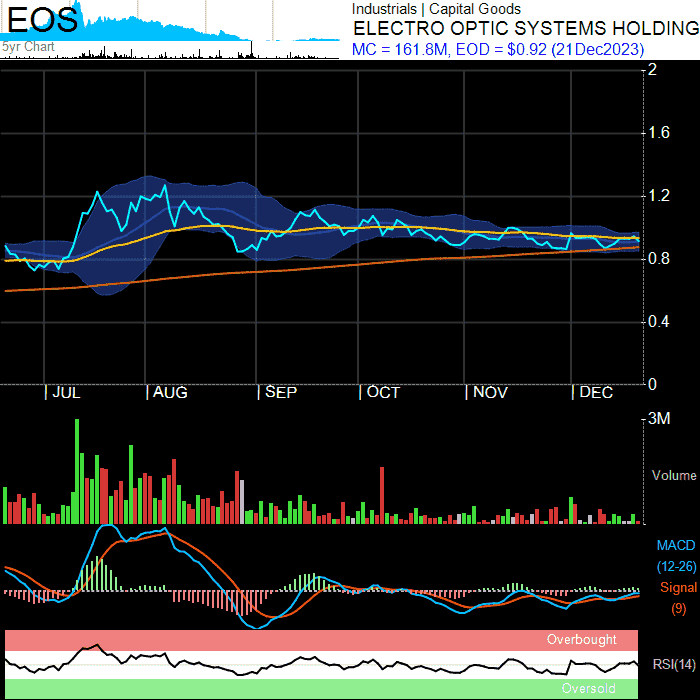 EOS
5yr Chart
Industrials | Capital Goods
ELECTRO OPTIC SYSTEMS HOLDING
MC = 161.8M, EOD = $0.92 (21Dec2023)
2
1.6
1.2
0.8
0.4
0
| JUL | AUG | SEP | OCT | NOV | DEC
3M
Volume
MACD
(12-26)
Signal
(9)
Overbought
RSI(14)
Oversold